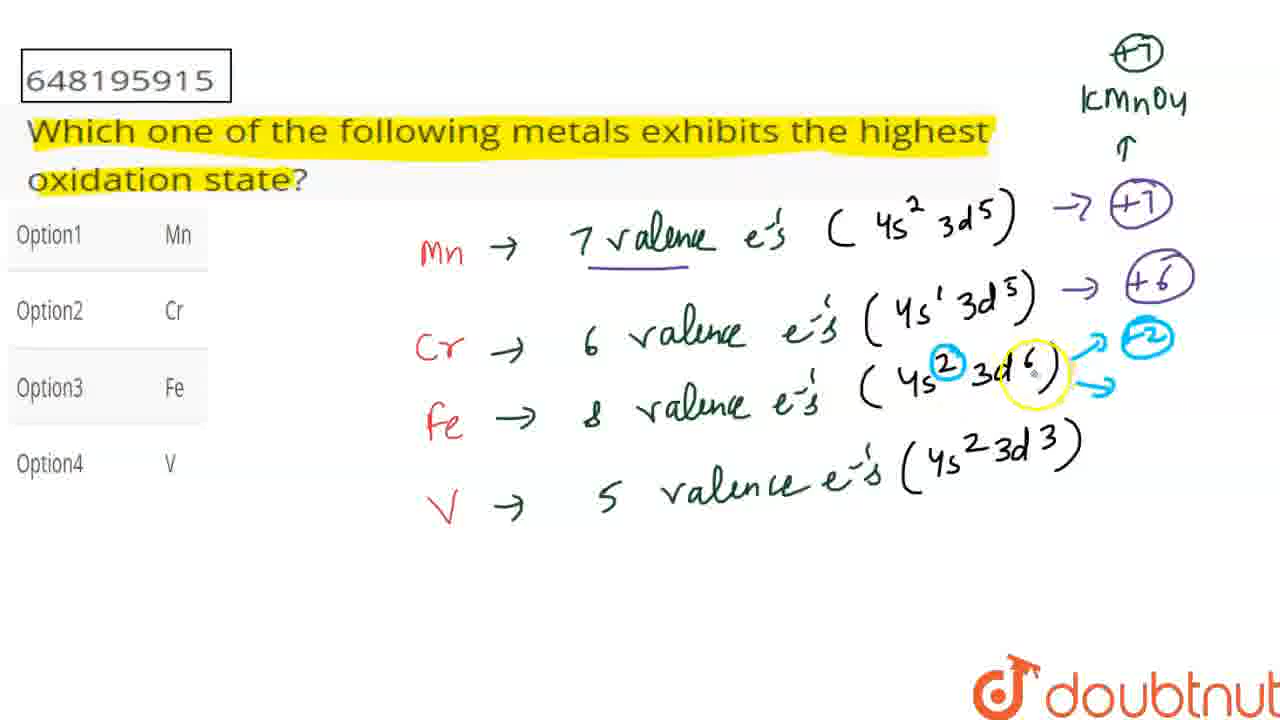 648195915
Which one of the following metals exhibits the highest
oxidation state?
Option1 Mn
Option2 Cr
Option3 Fe
Option4 V
+7
KMnO4
↑
Mn → 7 valence e⁻'s ( 4s² 3d⁵ ) → +7
Cr → 6 valence e⁻'s ( 4s¹ 3d⁵ ) → +6
Fe → 8 valence e⁻'s ( 4s² 3d⁶ ) → +2
→
V → 5 valence e⁻'s ( 4s² 3d³ )
doubtnut